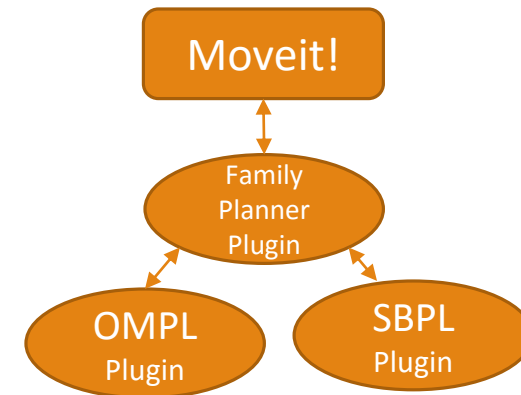 Moveit!
Family
Planner
Plugin
OMPL
Plugin
SBPL
Plugin